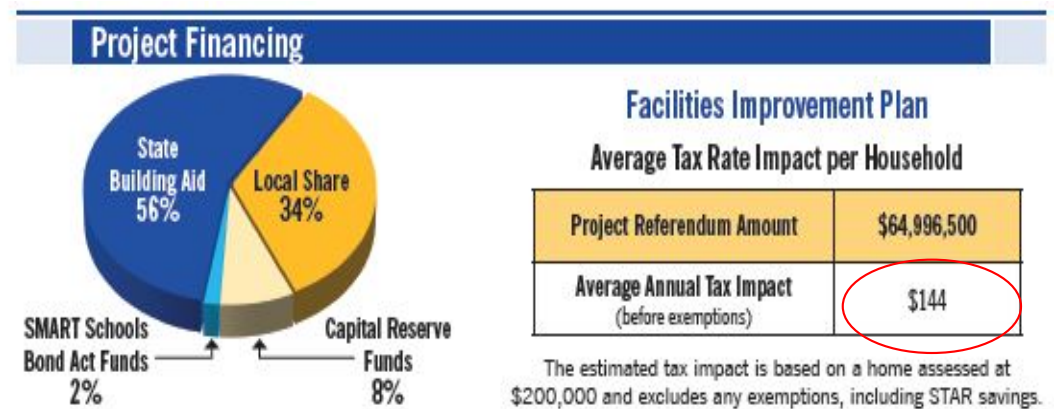 Project Financing
State
Building Aid
56%
Local Share
34%
SMART Schools
Bond Act Funds
2%
Capital Reserve
Funds
8%
Facilities Improvement Plan
Average Tax Rate Impact per Household
Project Referendum Amount $64,996,500
Average Annual Tax Impact
(before exemptions)
$144
The estimated tax impact is based on a home assessed at
$200,000 and excludes any exemptions, including STAR savings.